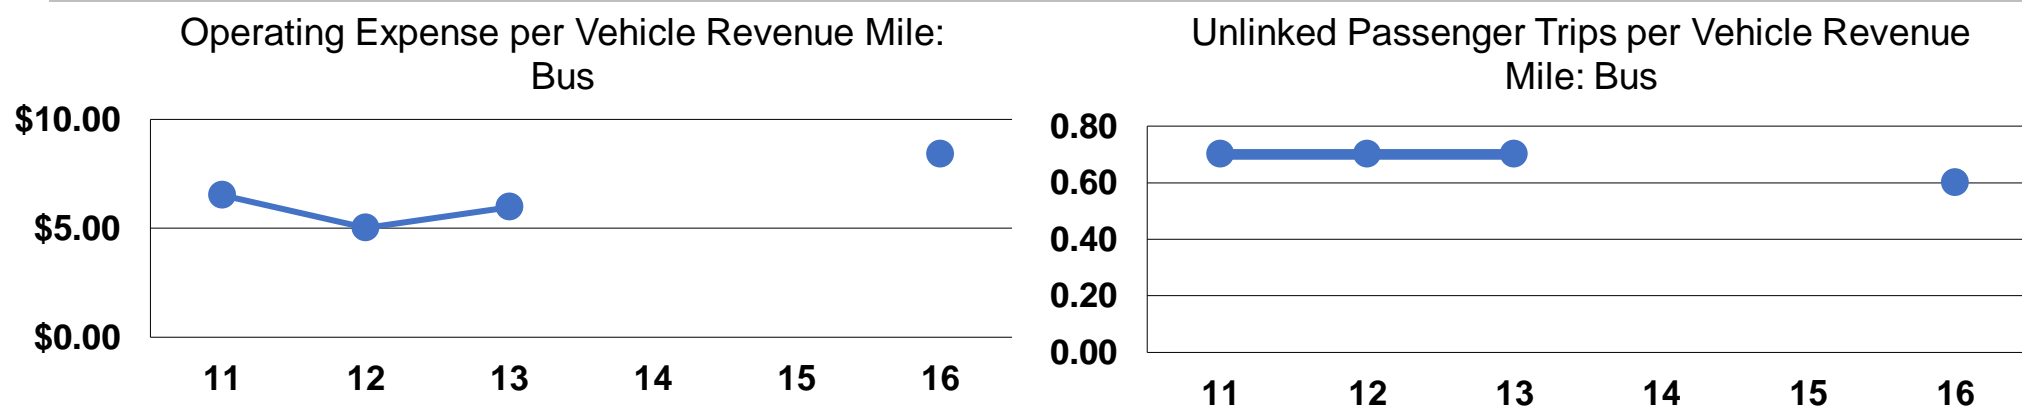 Operating Expense per Vehicle Revenue Mile:
Bus
$10.00
$5.00
$0.00
11 12 13 14 15 16
Unlinked Passenger Trips per Vehicle Revenue
Mile: Bus
0.80
0.60
0.40
0.20
0.00
11 12 13 14 15 16